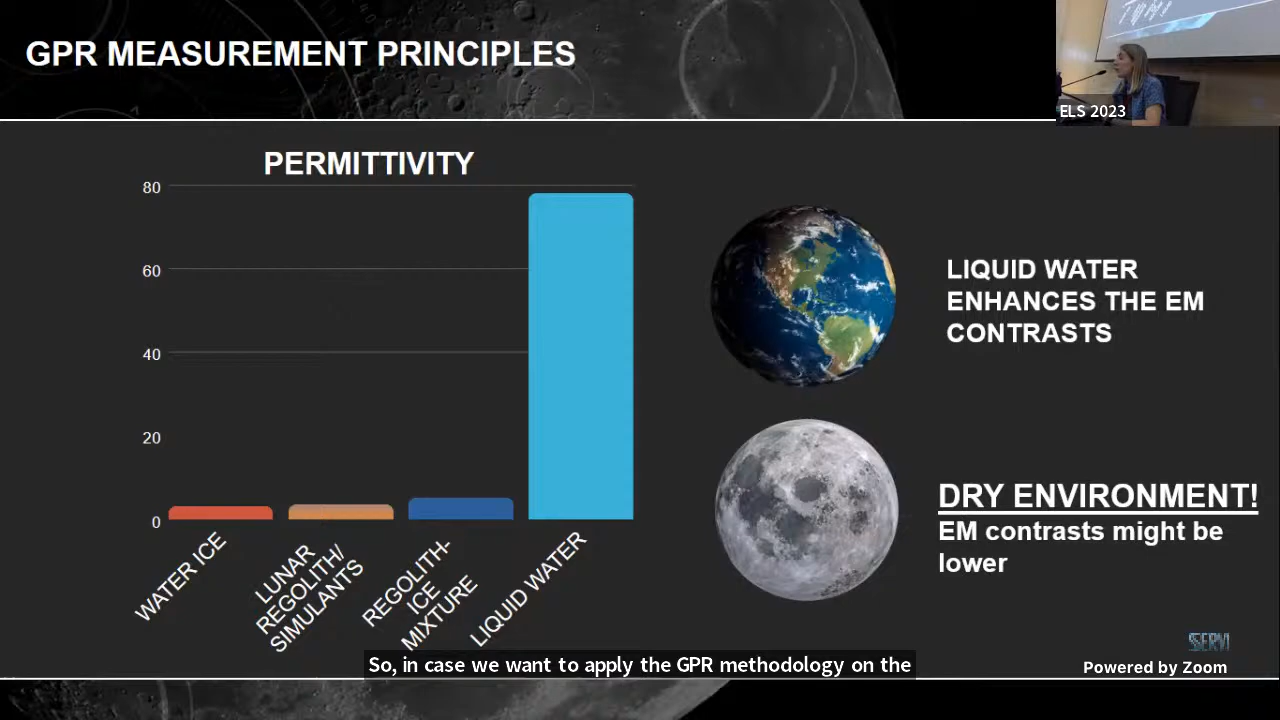 GPR MEASUREMENT PRINCIPLES
ELS 2023
PERMITTIVITY
80
60
40
20
0
WATER ICE
LUNAR
REGOLITH/
SIMULANTS
REGOLITH-
ICE
MIXTURE
LIQUID WATER
LIQUID WATER
ENHANCES THE EM
CONTRASTS
DRY ENVIRONMENT!
EM contrasts might be
lower
SSERVI
Powered by Zoom
So, in case we want to apply the GPR methodology on the